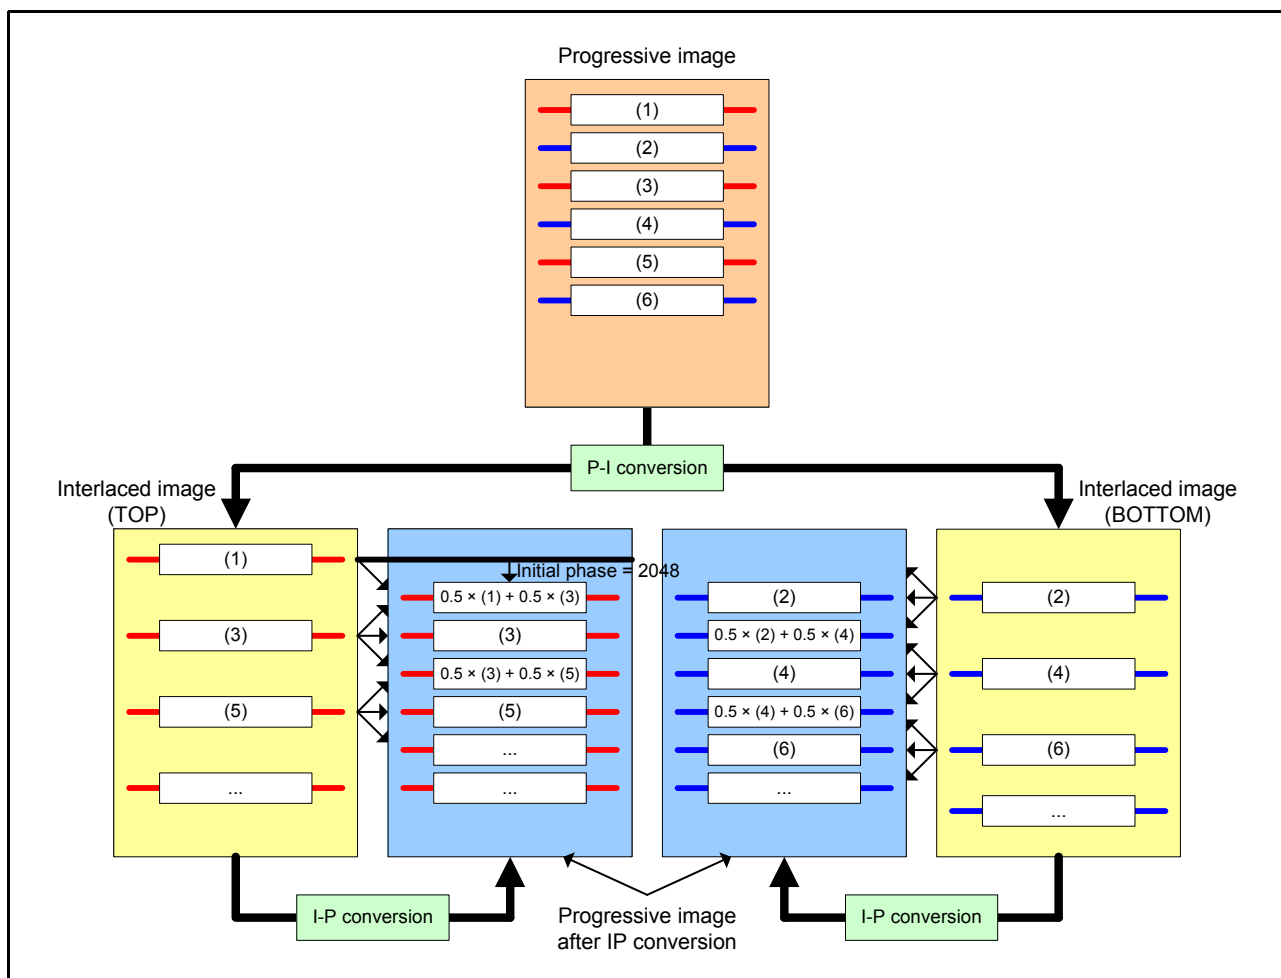 Progressive image
(1)
(2)
(3)
(4)
(5)
(6)
P-I conversion
Interlaced image
(TOP)
Interlaced image
(BOTTOM)
(1)
(3)
(5)
...
Initial phase = 2048
0.5 × (1) + 0.5 × (3)
(3)
0.5 × (3) + 0.5 × (5)
(5)
...
...
(2)
0.5 × (2) + 0.5 × (4)
(4)
0.5 × (4) + 0.5 × (6)
(6)
...
(2)
(4)
(6)
...
I-P conversion
Progressive image
after IP conversion
I-P conversion